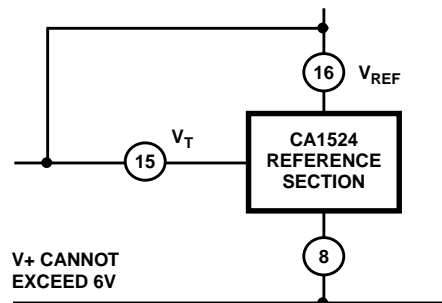 16
V_REF
CA1524
REFERENCE
SECTION
V_T
15
8
V+ CANNOT
EXCEED 6V